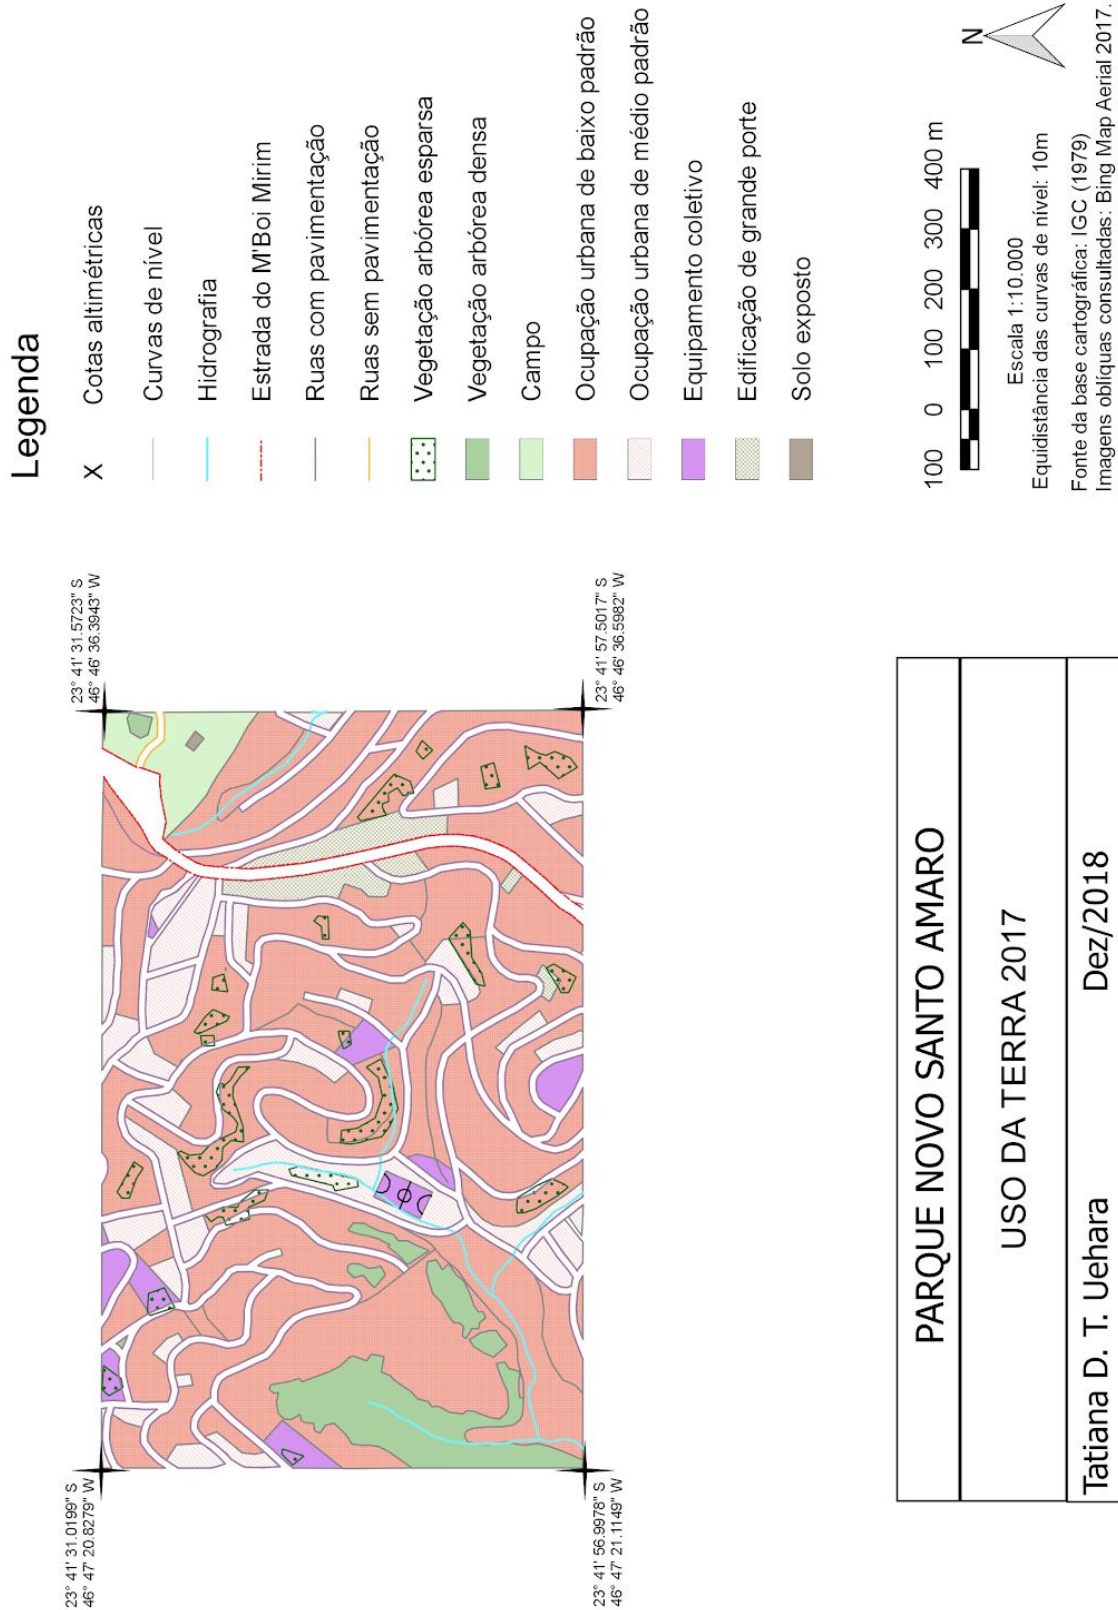 23° 41' 31.0199" S
46° 47' 20.8279" W
23° 41' 31.5723" S
46° 46' 36.3943" W
23° 41' 56.9978" S
46° 47' 21.1149" W
23° 41' 57.5017" S
46° 46' 36.5982" W
Legenda
X Cotas altimétricas
Curvas de nível
Hidrografia
Estrada do M'Boi Mirim
Ruas com pavimentação
Ruas sem pavimentação
Vegetação arbórea esparsa
Vegetação arbórea densa
Campo
Ocupação urbana de baixo padrão
Ocupação urbana de médio padrão
Equipamento coletivo
Edificação de grande porte
Solo exposto
PARQUE NOVO SANTO AMARO
USO DA TERRA 2017
Tatiana D. T. Uehara Dez/2018
N
100 0 100 200 300 400 m
Escala 1:10.000
Equidistância das curvas de nível: 10m
Fonte da base cartográfica: IGC (1979)
Imagens oblíquas consultadas: Bing Map Aerial 2017.